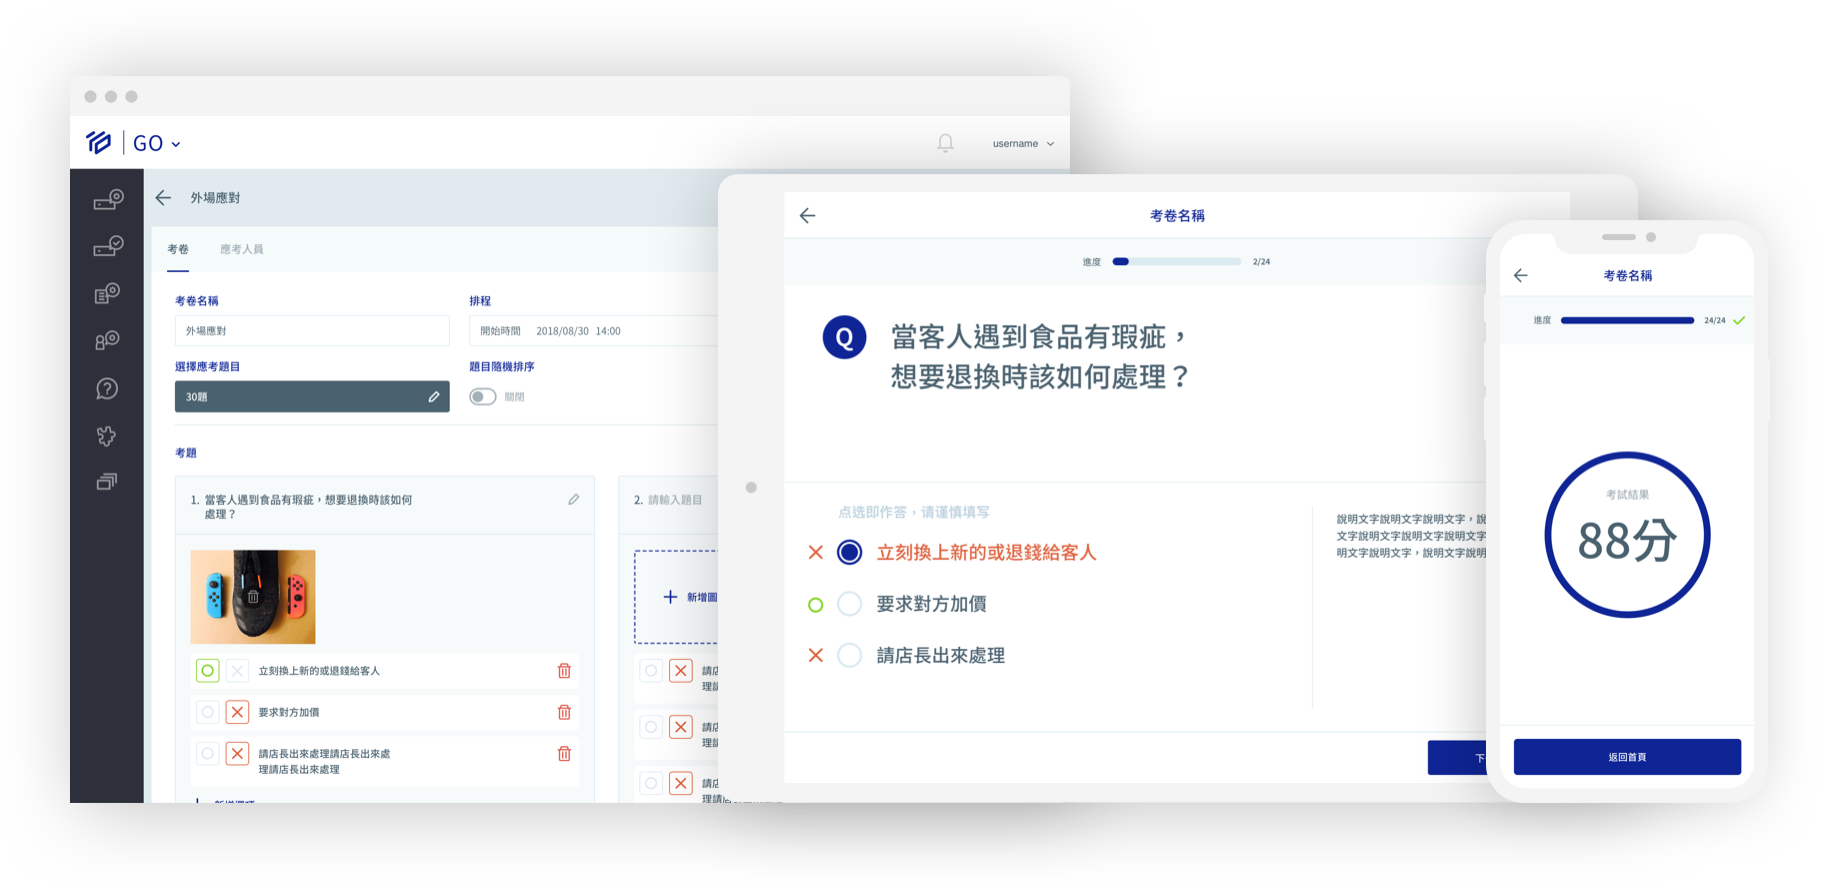 GO
username
外場應對
考卷 應考人員
考卷名稱
外場應對
排程
開始時間 2018/08/30 14:00
選擇應考題目
30題
題目隨機排序
關閉
考題
1. 當客人遇到食品有瑕疵，想要退換時該如何
處理？
立刻換上新的或退錢給客人
要求對方加價
請店長出來處理請店長出來處
理請店長出來處理
2. 請輸入題目
新增圖
請店
理請
請店
理請
請店
理請
考卷名稱
進度 2/24
Q
當客人遇到食品有瑕疵，
想要退換時該如何處理？
点选即作答，请谨慎填写
立刻換上新的或退錢給客人
要求對方加價
請店長出來處理
說明文字說明文字說明文字，說
文字說明文字說明文字說明文字
明文字說明文字，說明文字說明
下
考卷名稱
進度 24/24
考試結果
88分
返回首頁